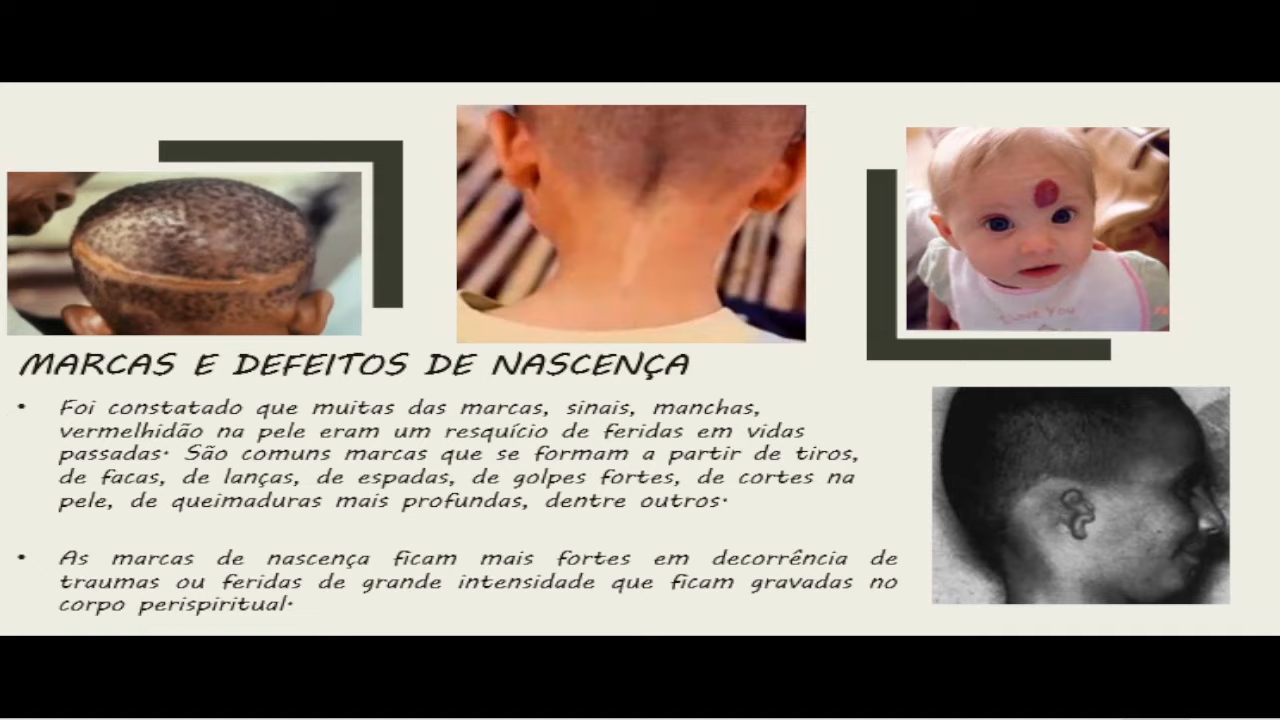 MARCAS E DEFEITOS DE NASCENÇA
• Foi constatado que muitas das marcas, sinais, manchas,
vermelhidão na pele eram um resquício de feridas em vidas
passadas. São comuns marcas que se formam a partir de tiros,
de facas, de lanças, de espadas, de golpes fortes, de cortes na
pele, de queimaduras mais profundas, dentre outros.
• As marcas de nascença ficam mais fortes em decorrência de
traumas ou feridas de grande intensidade que ficam gravadas no
corpo perispiritual.
I LOVE YOU